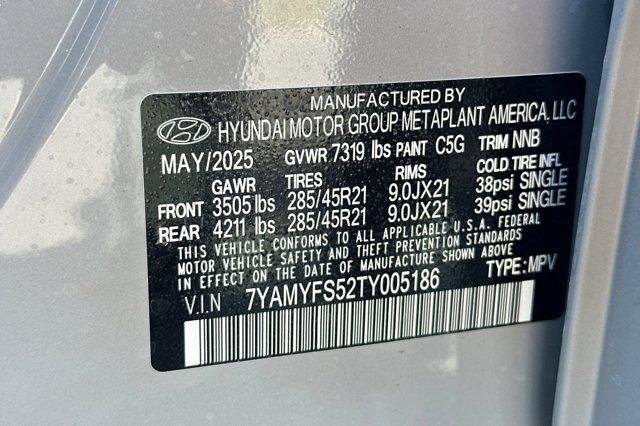 MANUFACTURED BY
HYUNDAI MOTOR GROUP METAPLANT AMERICA, LLC
MAY/2025 GVWR 7319 lbs PAINT C5G TRIM NNB
GAWR TIRES RIMS COLD TIRE INFL
FRONT 3505 lbs 285/45R21 9.0JX21 38psi SINGLE
REAR 4211 lbs 285/45R21 9.0JX21 39psi SINGLE
THIS VEHICLE CONFORMS TO ALL APPLICABLE U.S.A. FEDERAL
MOTOR VEHICLE SAFETY AND THEFT PREVENTION STANDARDS
IN EFFECT ON THE DATE OF MANUFACTURE SHOWN ABOVE.
V.I.N 7YAMYFS52TY005186 TYPE: MPV